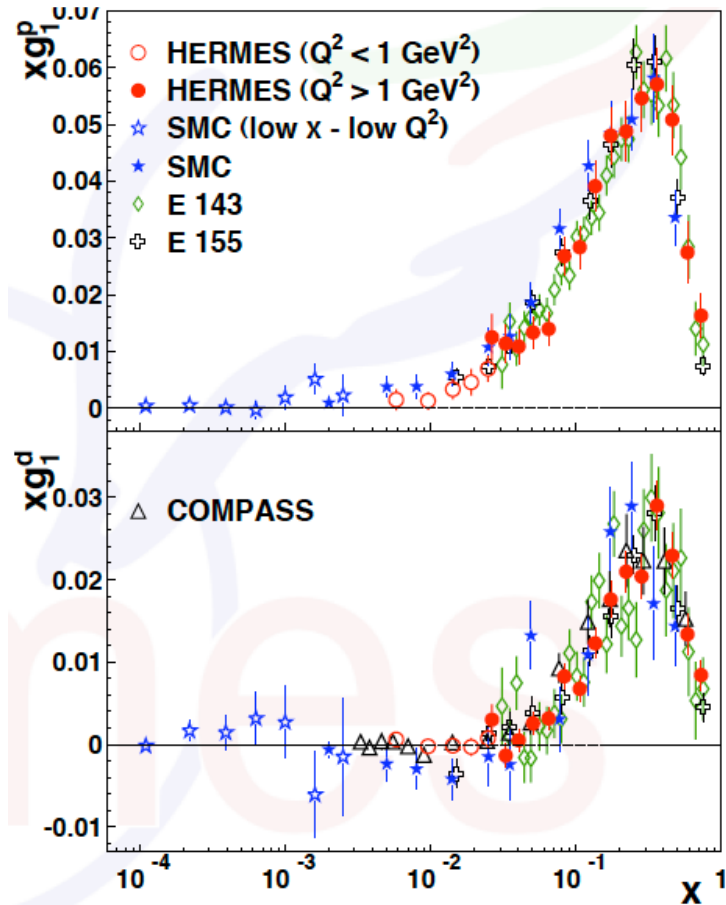 xg₁ᵖ
0.07
0.06
0.05
0.04
0.03
0.02
0.01
0
HERMES (Q² < 1 GeV²)
HERMES (Q² > 1 GeV²)
SMC (low x - low Q²)
SMC
E 143
E 155
xg₁ᵈ
0.03
0.02
0.01
0
-0.01
COMPASS
mes
10⁻⁴
10⁻³
10⁻²
10⁻¹
1
x